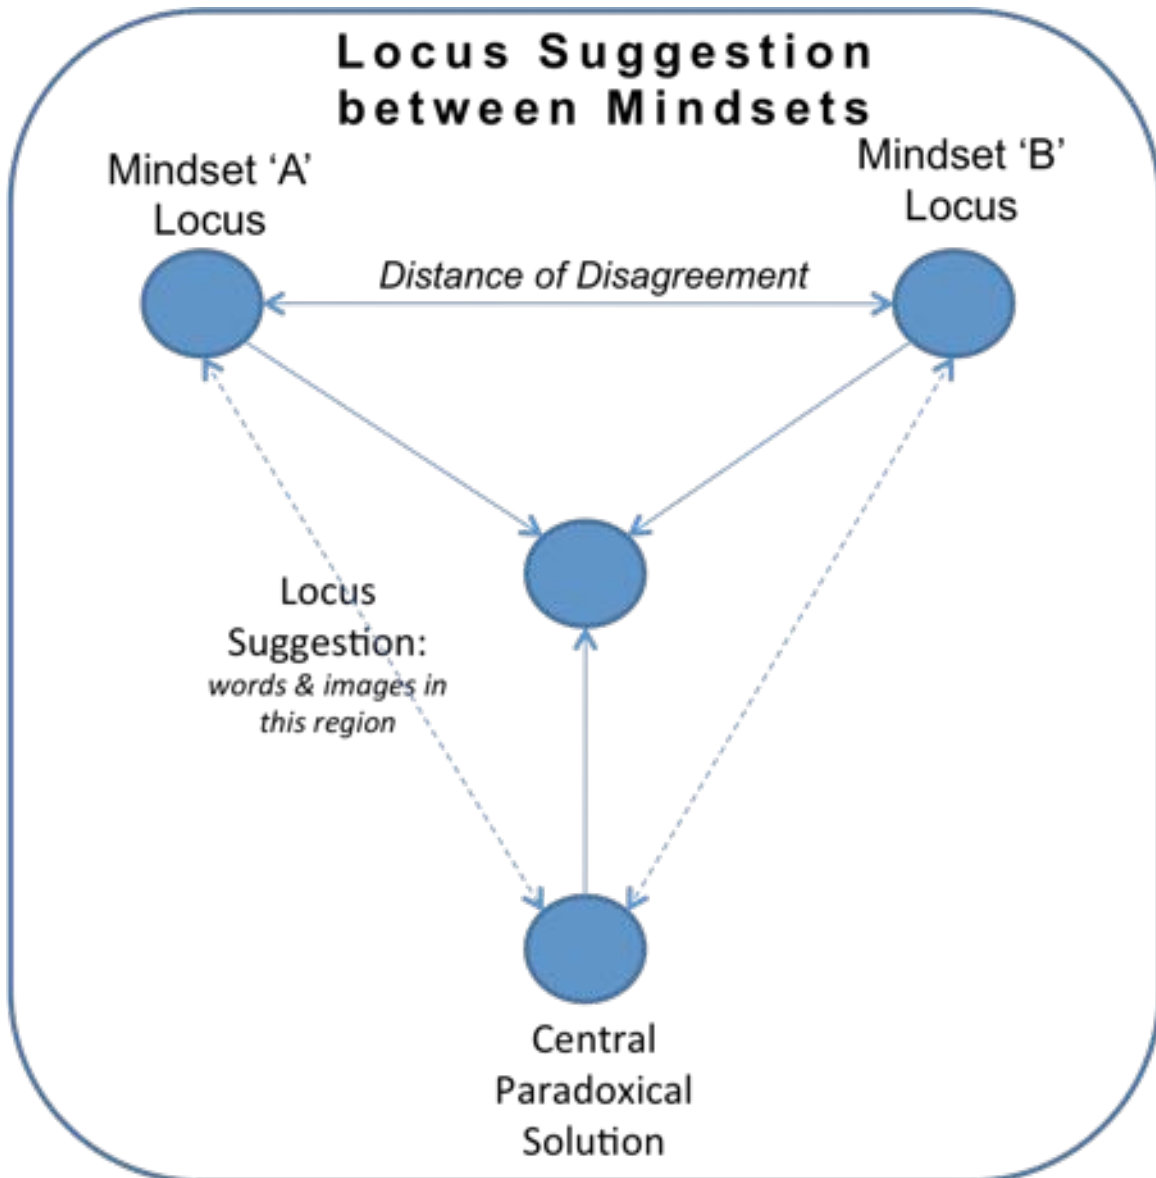 Locus Suggestion
between Mindsets
Mindset ‘A’
Locus
Mindset ‘B’
Locus
Distance of Disagreement
Locus
Suggestion:
words & images in
this region
Central
Paradoxical
Solution